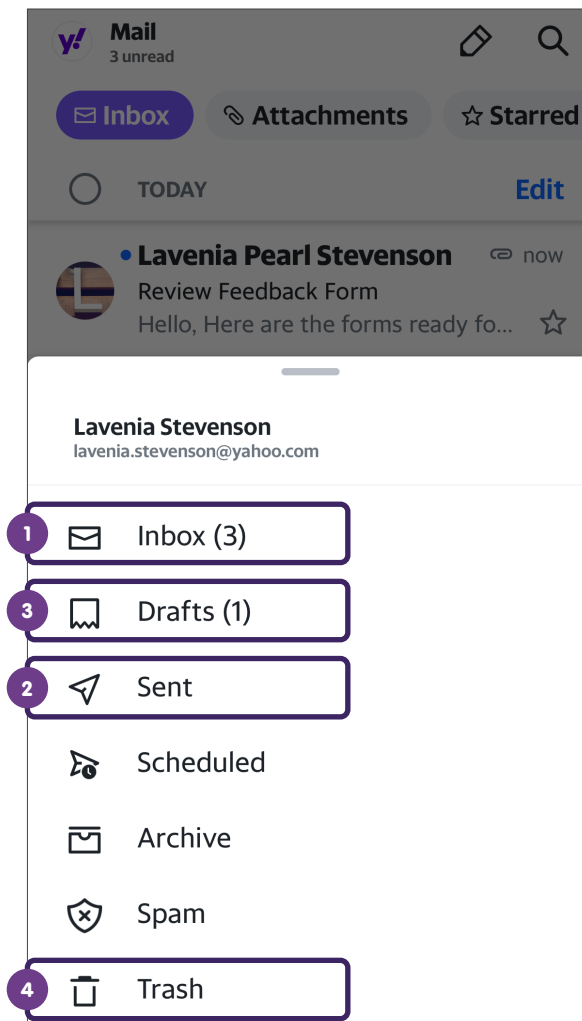 y!
Mail
3 unread
Inbox
Attachments
Starred
TODAY
Edit
L
Lavenia Pearl Stevenson
now
Review Feedback Form
Hello, Here are the forms ready fo...
Lavenia Stevenson
lavenia.stevenson@yahoo.com
1
Inbox (3)
3
Drafts (1)
2
Sent
Scheduled
Archive
Spam
4
Trash